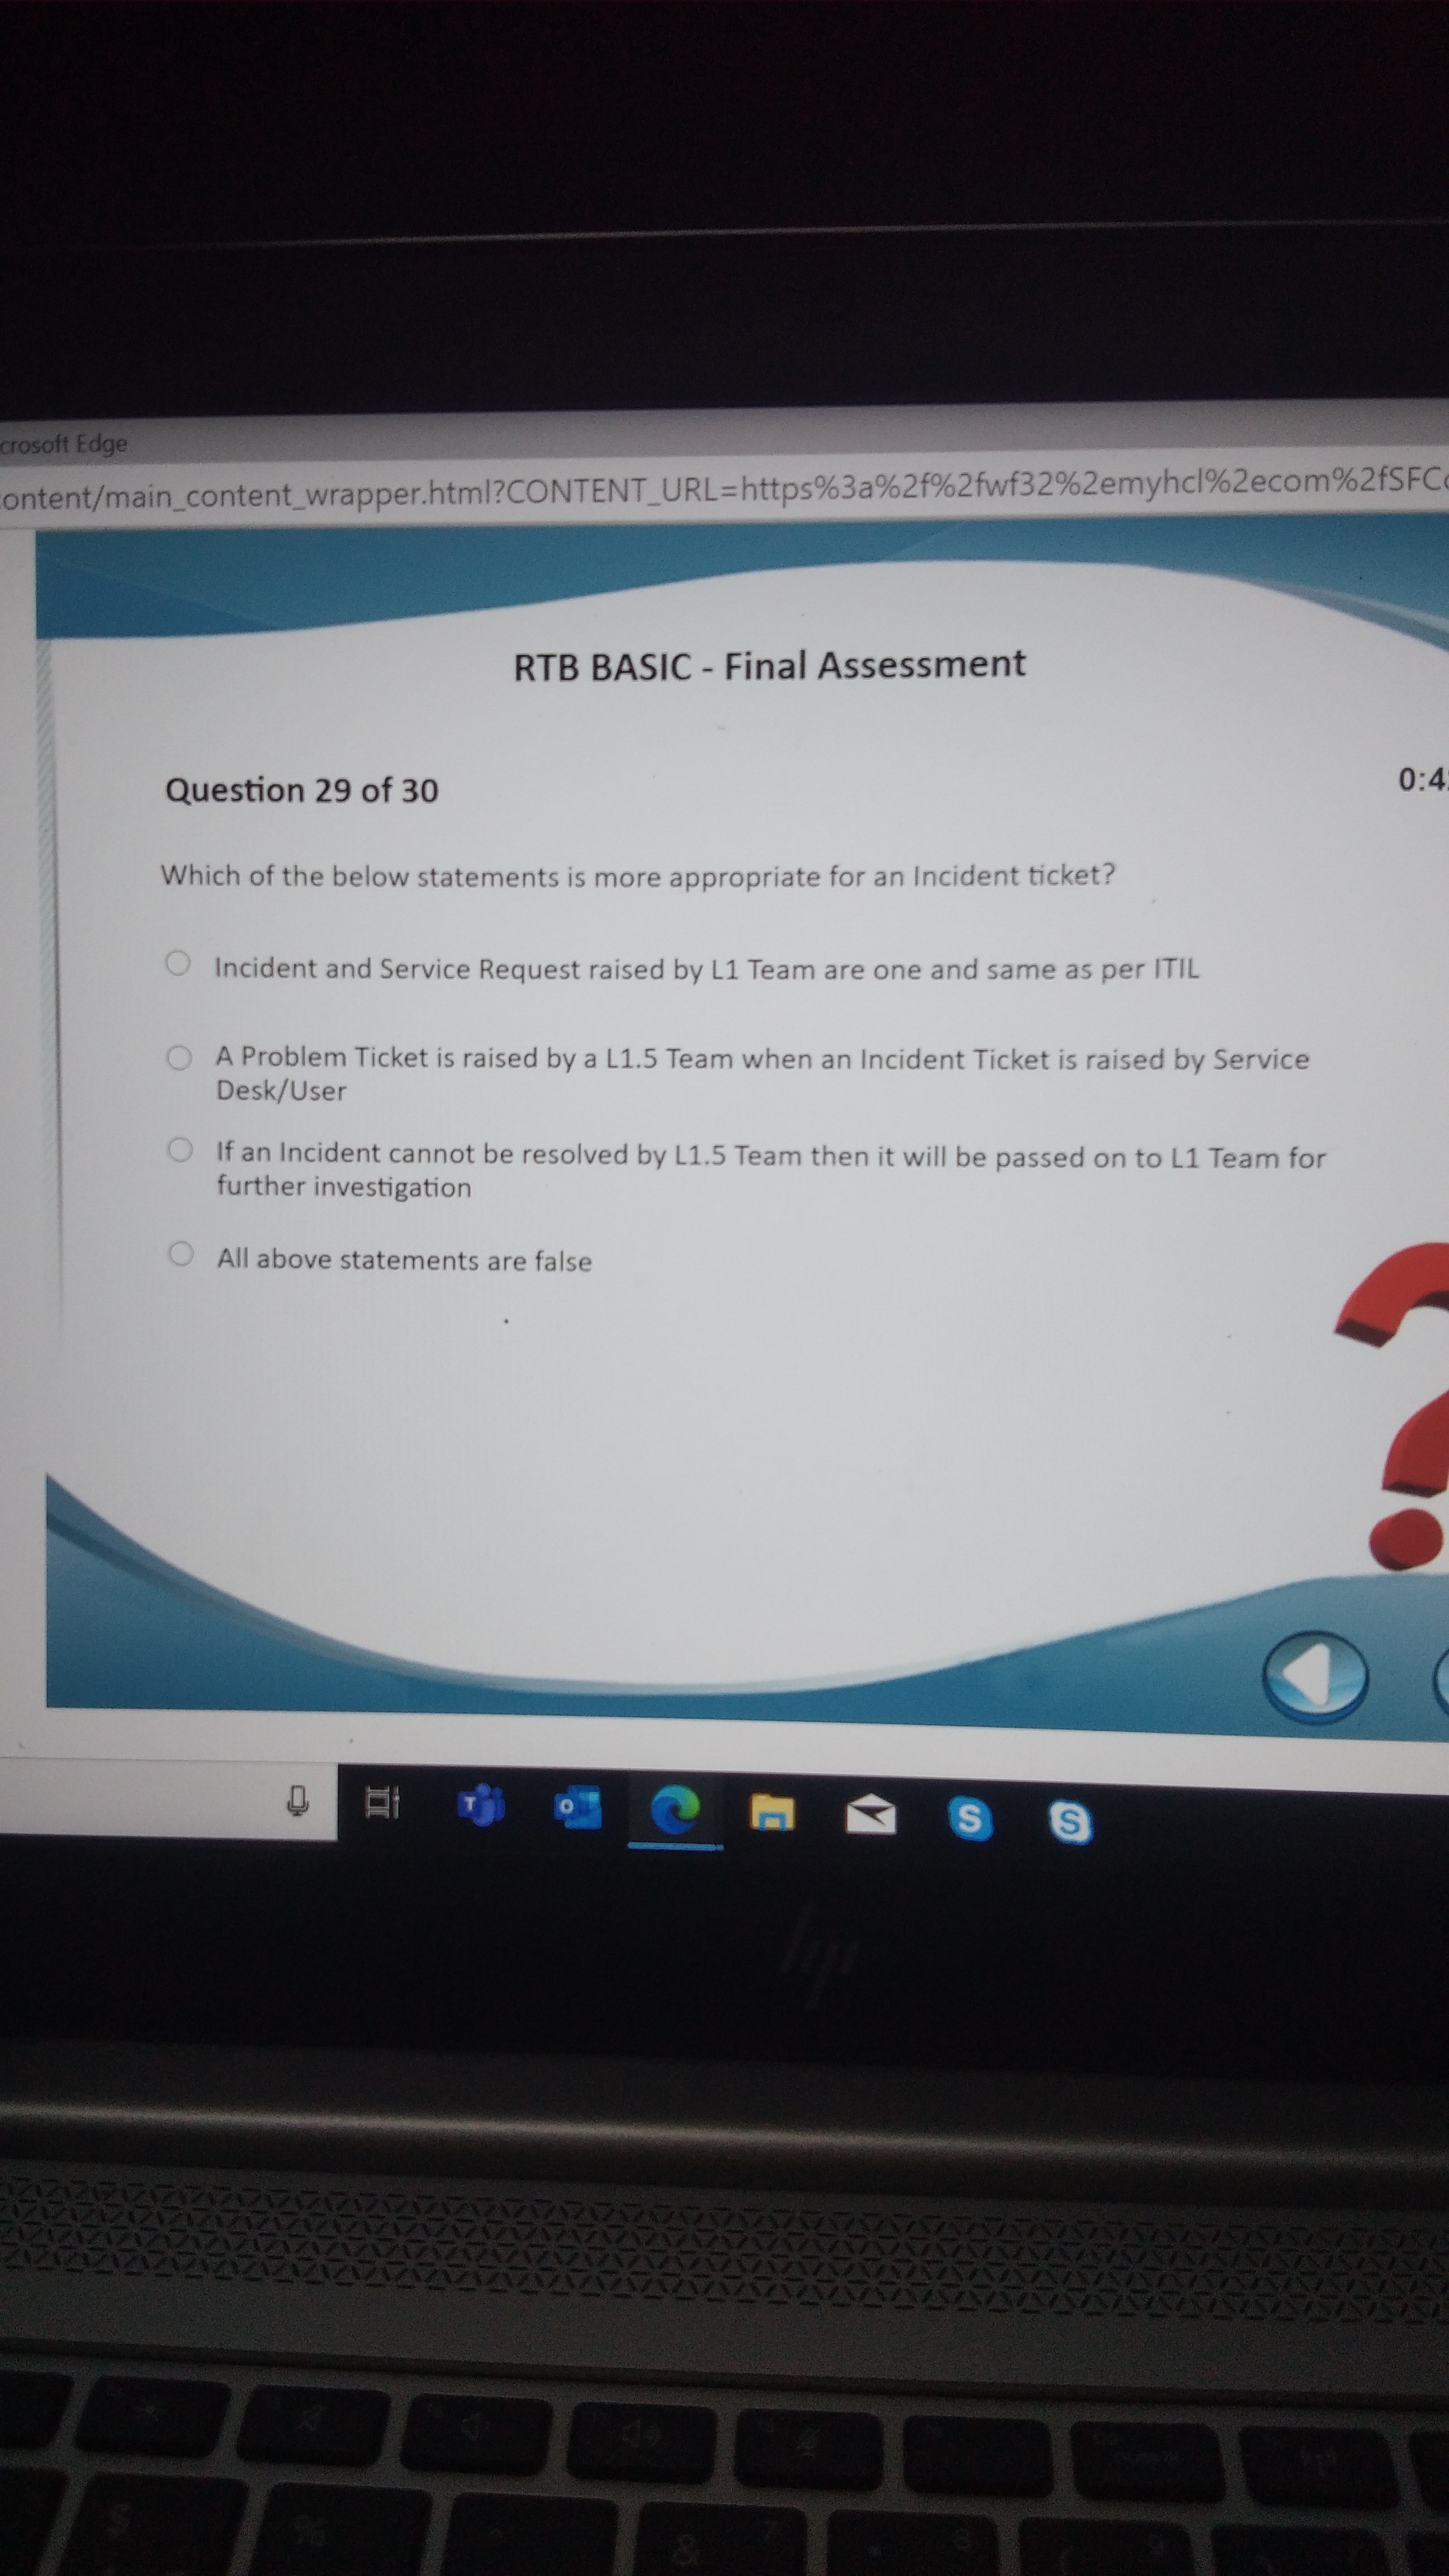 crosoft Edge
content/main_content_wrapper.html?CONTENT_URL=https%3a%2f%2fwf32%2emyhcl%2ecom%2fSFC
RTB BASIC - Final Assessment
Question 29 of 30
0:4
Which of the below statements is more appropriate for an Incident ticket?
Incident and Service Request raised by L1 Team are one and same as per ITIL
A Problem Ticket is raised by a L1.5 Team when an Incident Ticket is raised by Service
Desk/User
If an Incident cannot be resolved by L1.5 Team then it will be passed on to L1 Team for
further investigation
All above statements are false
hp